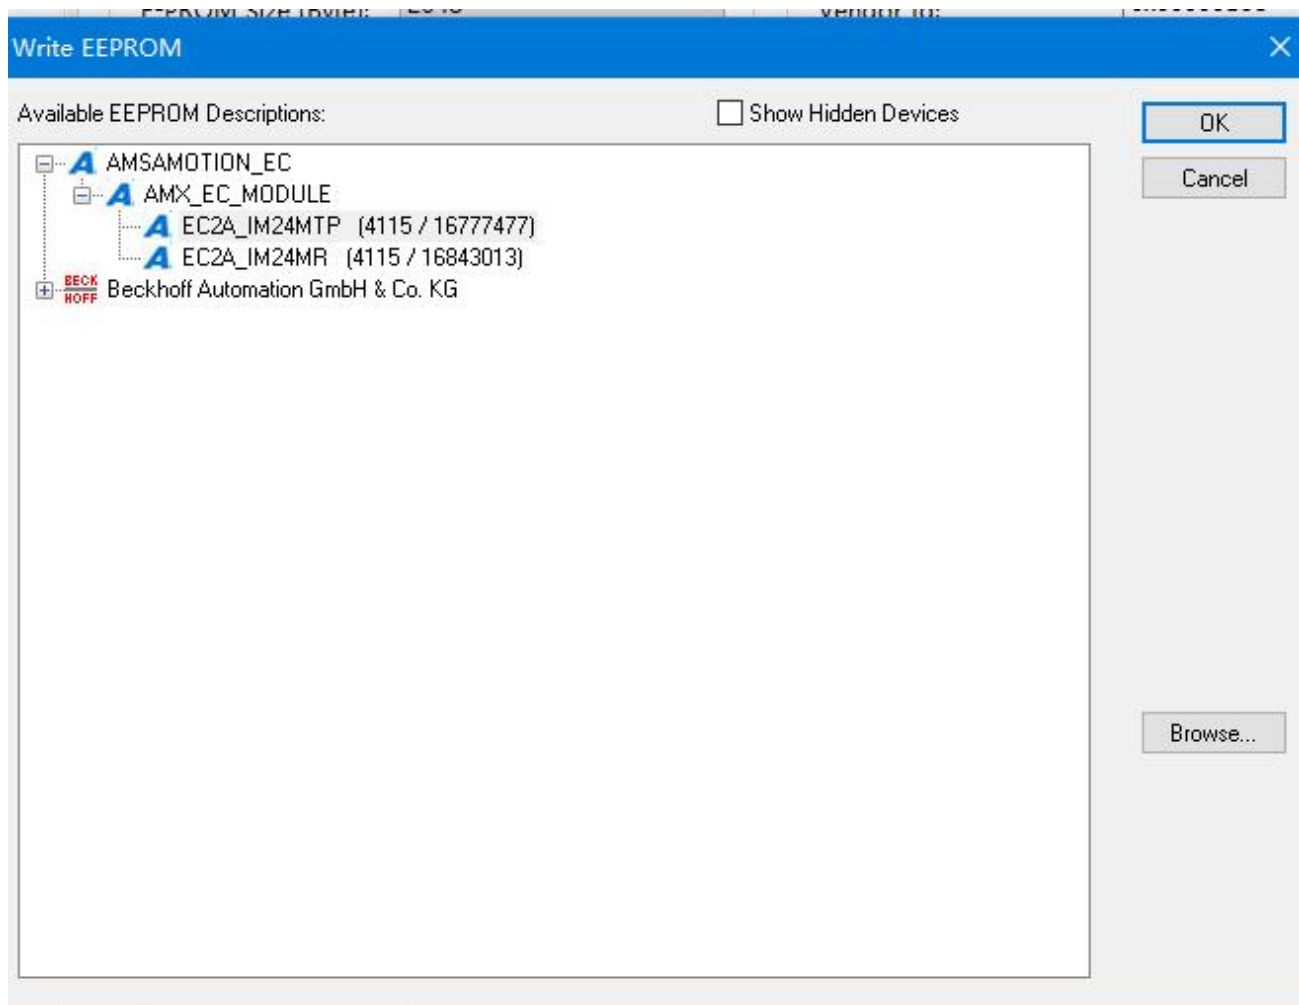 Write EEPROM
Available EEPROM Descriptions:
Show Hidden Devices
OK
Cancel
AMSAMOTION_EC
AMX_EC_MODULE
EC2A_IM24MTP (4115 / 16777477)
EC2A_IM24MR (4115 / 16843013)
BECK
HOFF
Beckhoff Automation GmbH & Co. KG
Browse...